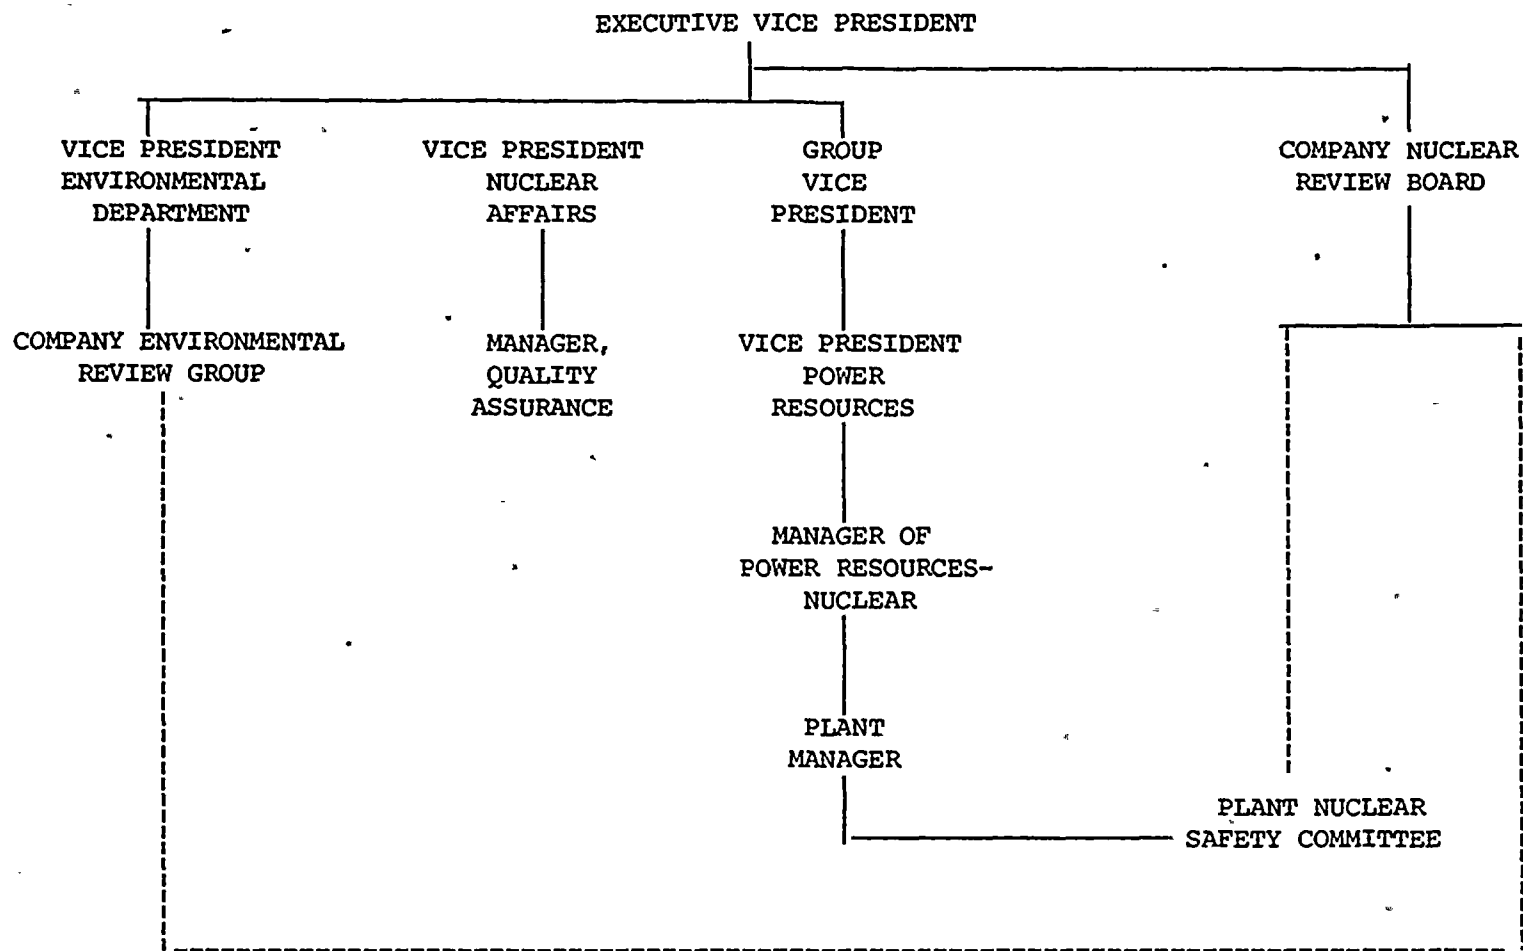 EXECUTIVE VICE PRESIDENT
VICE PRESIDENT
ENVIRONMENTAL
DEPARTMENT
VICE PRESIDENT
NUCLEAR
AFFAIRS
GROUP
VICE
PRESIDENT
COMPANY NUCLEAR
REVIEW BOARD
COMPANY ENVIRONMENTAL
REVIEW GROUP
MANAGER,
QUALITY
ASSURANCE
VICE PRESIDENT
POWER
RESOURCES
MANAGER OF
POWER RESOURCES-
NUCLEAR
PLANT
MANAGER
PLANT NUCLEAR
SAFETY COMMITTEE